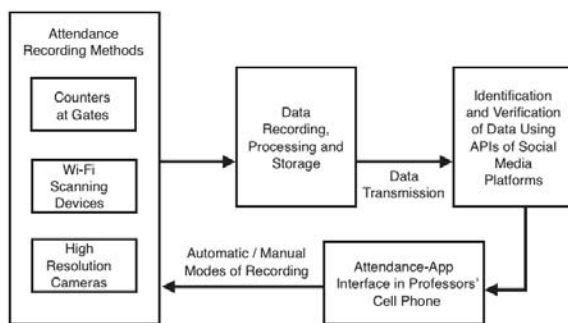 Attendance
Recording Methods
Counters
at Gates
Wi-Fi
Scanning
Devices
High
Resolution
Cameras
Data
Recording,
Processing and
Storage
Data
Transmission
Identification
and Verification
of Data Using
APIs of Social
Media
Platforms
Automatic / Manual
Modes of Recording
Attendance-App
Interface in Professors'
Cell Phone